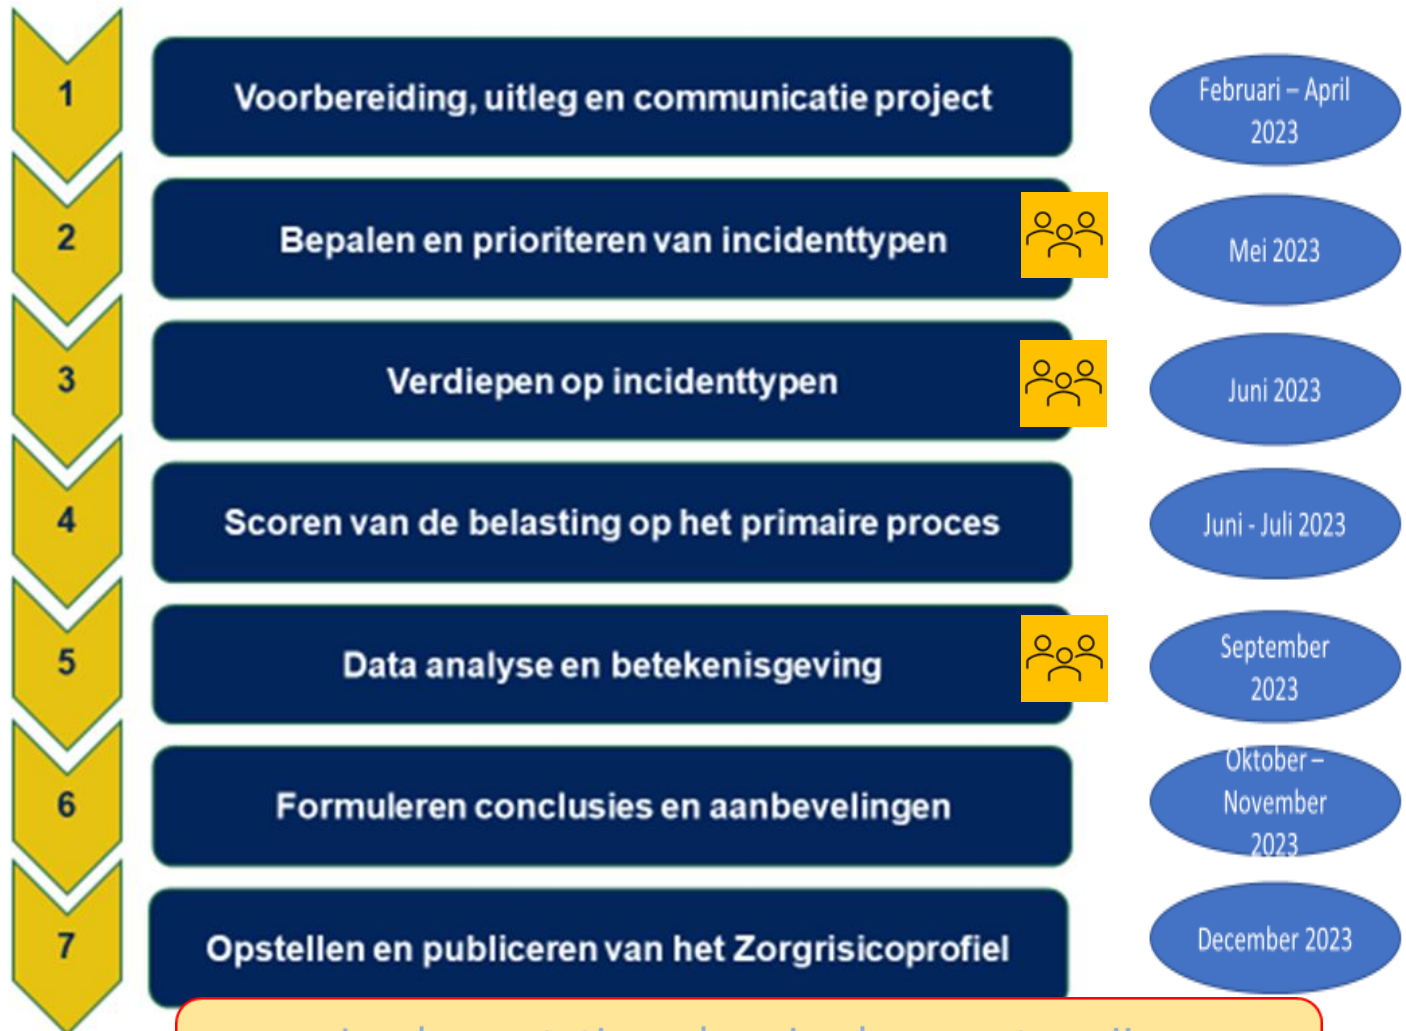 1
Voorbereiding, uitleg en communicatie project
Februari – April
2023
2
Bepalen en prioriteren van incidenttypen
Mei 2023
3
Verdiepen op incidenttypen
Juni 2023
4
Scoren van de belasting op het primaire proces
Juni - Juli 2023
5
Data analyse en betekenisgeving
September
2023
6
Formuleren conclusies en aanbevelingen
Oktober –
November
2023
7
Opstellen en publiceren van het Zorgrisicoprofiel
December 2023